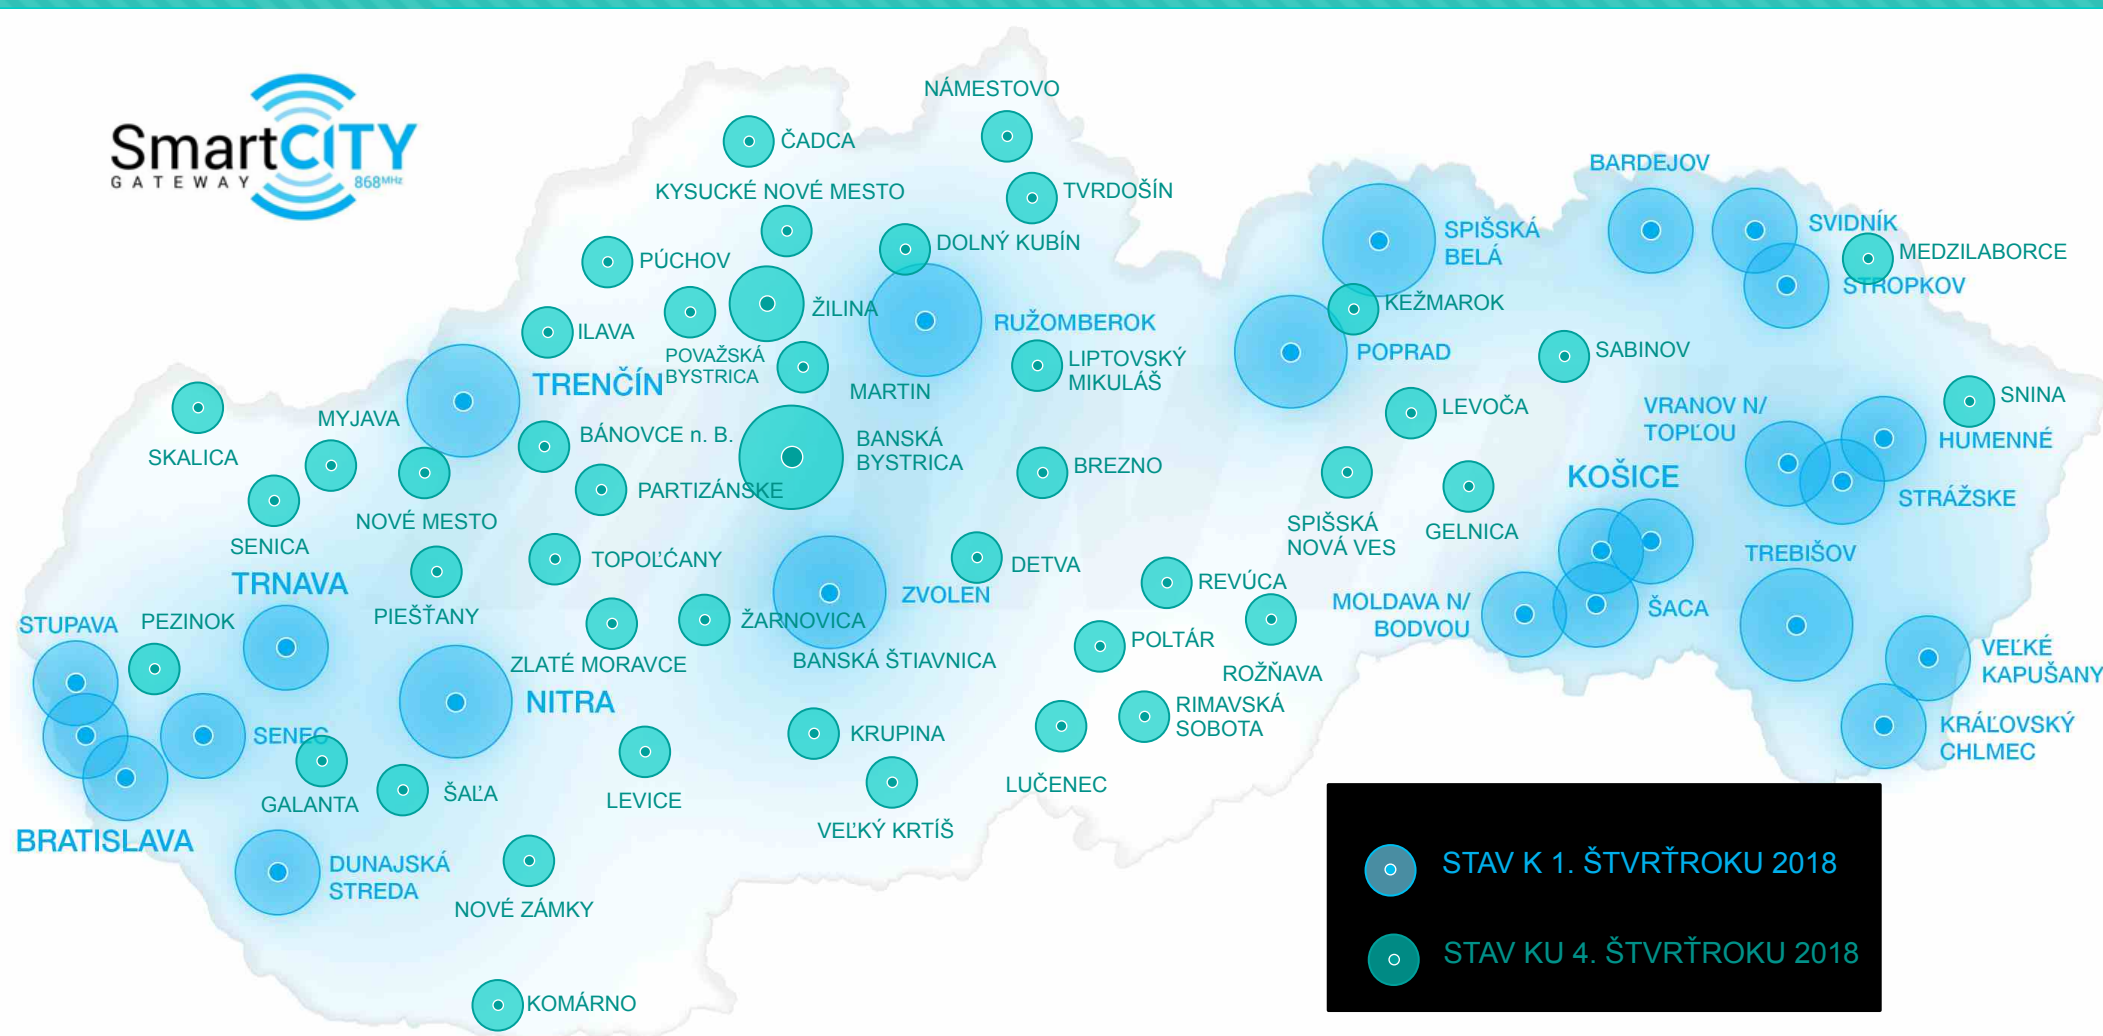 SmartCITY
GATEWAY
868MHz
NÁMESTOVO
ČADCA
KYSUCKÉ NOVÉ MESTO
TVRDOŠÍN
BARDEJOV
SPIŠSKÁ
BELÁ
SVIDNÍK
MEDZILABORCE
STROPKOV
DOLNÝ KUBÍN
PÚCHOV
ŽILINA
KEŽMAROK
ILAVA
RUŽOMBEROK
POPRAD
SABINOV
POVAŽSKÁ
BYSTRICA
LIPTOVSKÝ
MIKULÁŠ
TRENČÍN
MARTIN
SNINA
MYJAVA
LEVOČA
VRANOV N/
TOPĽOU
SKALICA
BÁNOVCE n. B.
BANSKÁ
BYSTRICA
HUMENNÉ
BREZNO
KOŠICE
PARTIZÁNSKE
STRÁŽSKE
NOVÉ MESTO
SPIŠSKÁ
NOVÁ VES
GELNICA
SENICA
TOPOĽĆANY
DETVA
TREBIŠOV
TRNAVA
ZVOLEN
REVÚCA
MOLDAVA N/
BODVOU
ŠACA
STUPAVA
PEZINOK
PIEŠŤANY
ŽARNOVICA
POLTÁR
ZLATÉ MORAVCE
BANSKÁ ŠTIAVNICA
ROŽŇAVA
VEĽKÉ
KAPUŠANY
NITRA
RIMAVSKÁ
SOBOTA
SENEC
KRUPINA
KRÁĽOVSKÝ
CHLMEC
GALANTA
ŠAĽA
LEVICE
LUČENEC
VEĽKÝ KRTÍŠ
BRATISLAVA
DUNAJSKÁ
STREDA
NOVÉ ZÁMKY
KOMÁRNO
STAV K 1. ŠTVRŤROKU 2018
STAV KU 4. ŠTVRŤROKU 2018